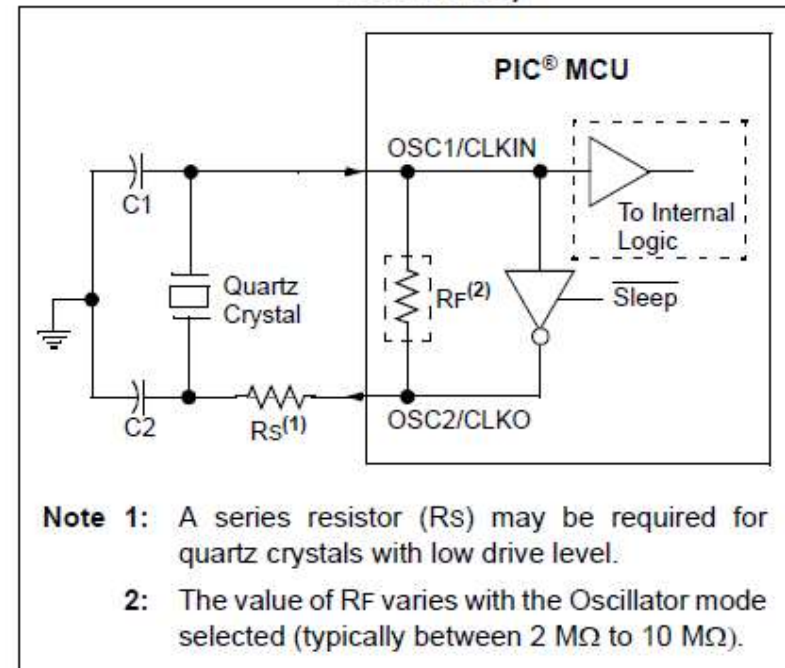 PIC® MCU
OSC1/CLKIN
C1
To Internal
Logic
Quartz
Crystal
RF(2)
Sleep
C2
RS(1)
OSC2/CLKO
Note 1: A series resistor (RS) may be required for
quartz crystals with low drive level.
2: The value of RF varies with the Oscillator mode
selected (typically between 2 MΩ to 10 MΩ).